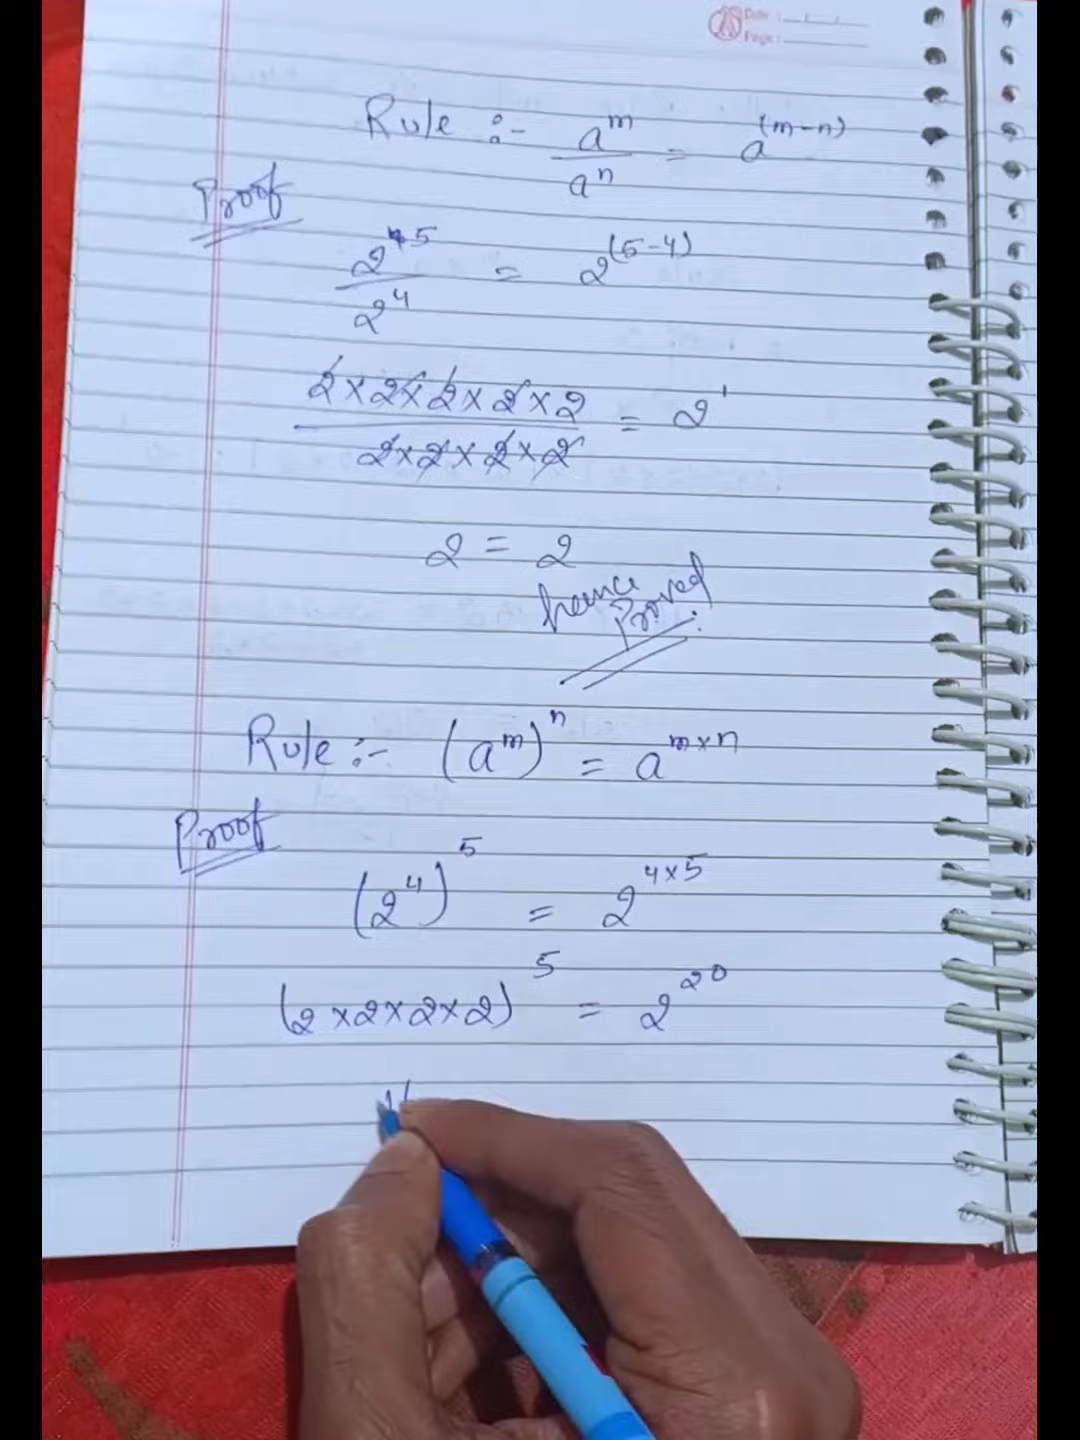 Date :
Page :
Rule :- a^m / a^n = a^(m-n)
Proof
2^5 / 2^4 = 2^(5-4)
2×2×2×2×2 / 2×2×2×2 = 2^1
2 = 2
hence Proved
Rule :- (a^m)^n = a^m×n
Proof
(2^4)^5 = 2^4×5
(2×2×2×2)^5 = 2^20